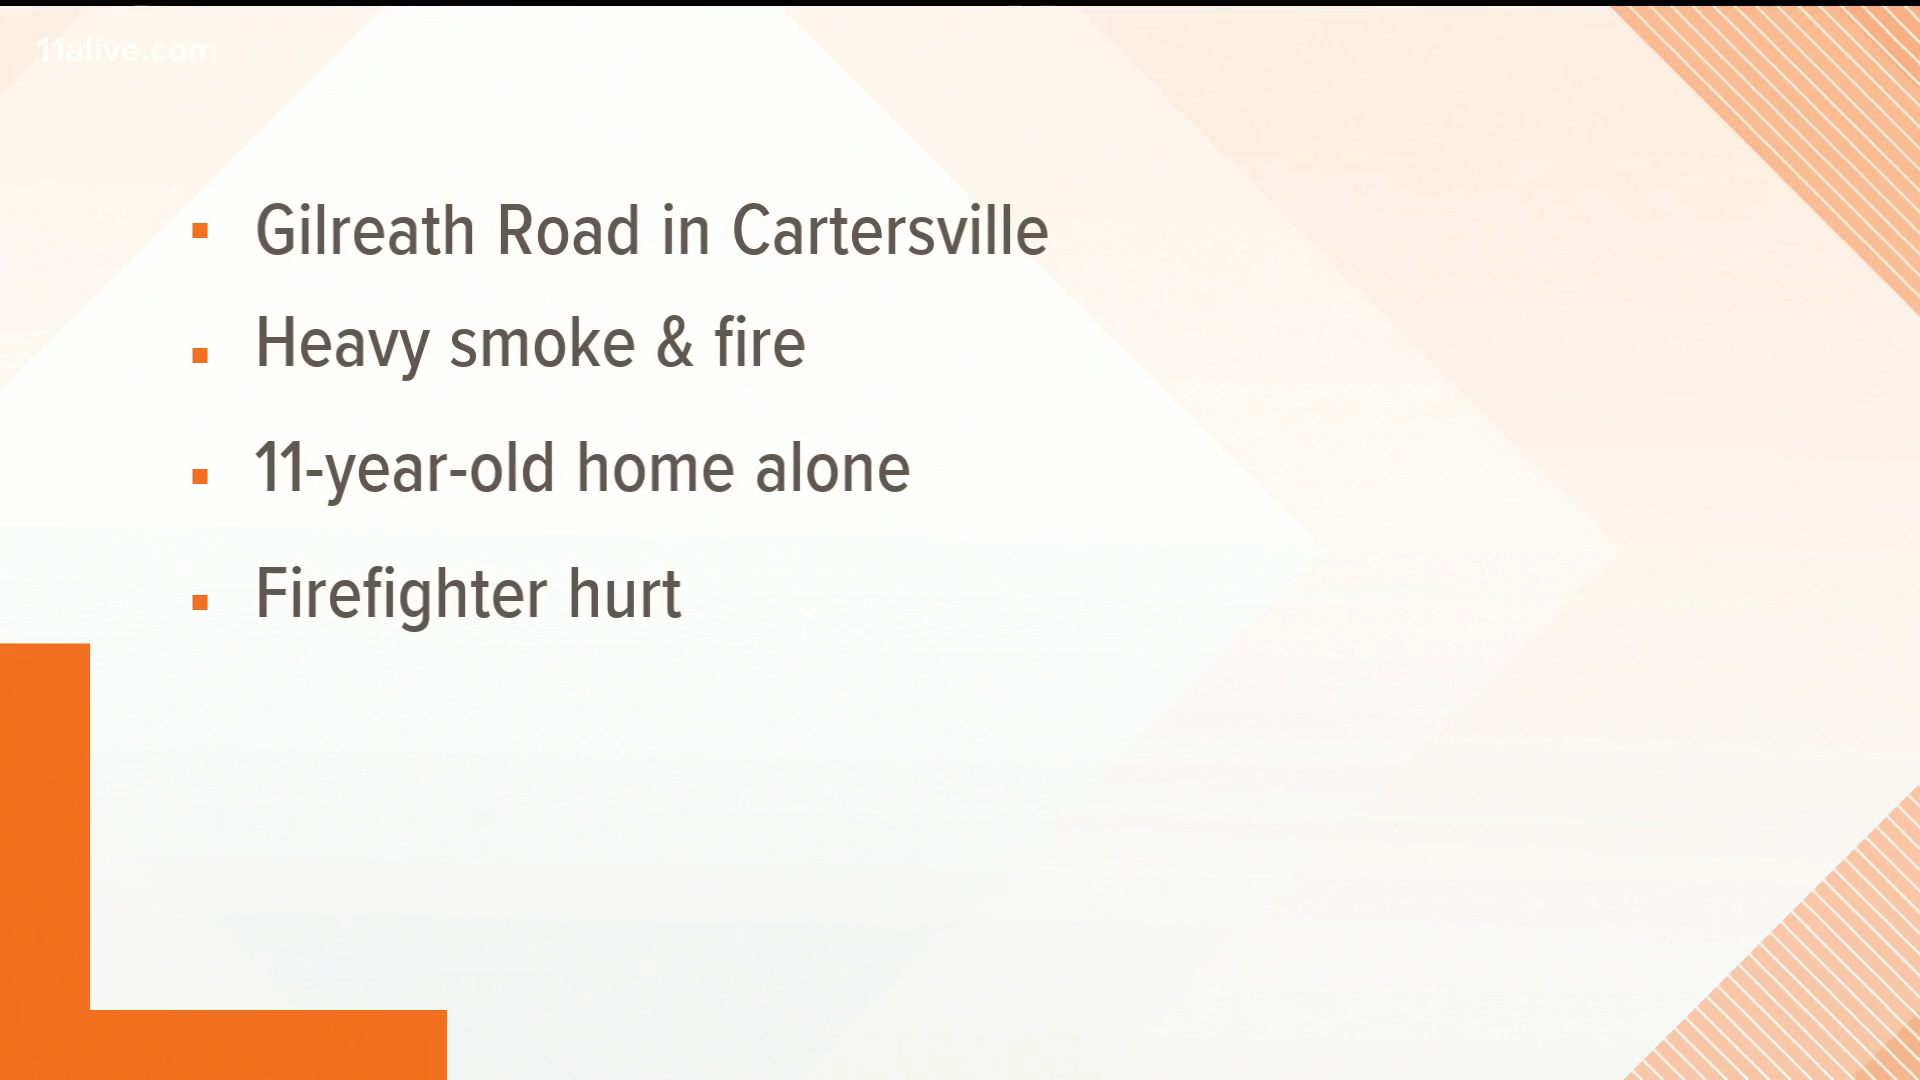 11alive.com
Gilreath Road in Cartersville
Heavy smoke & fire
11-year-old home alone
Firefighter hurt